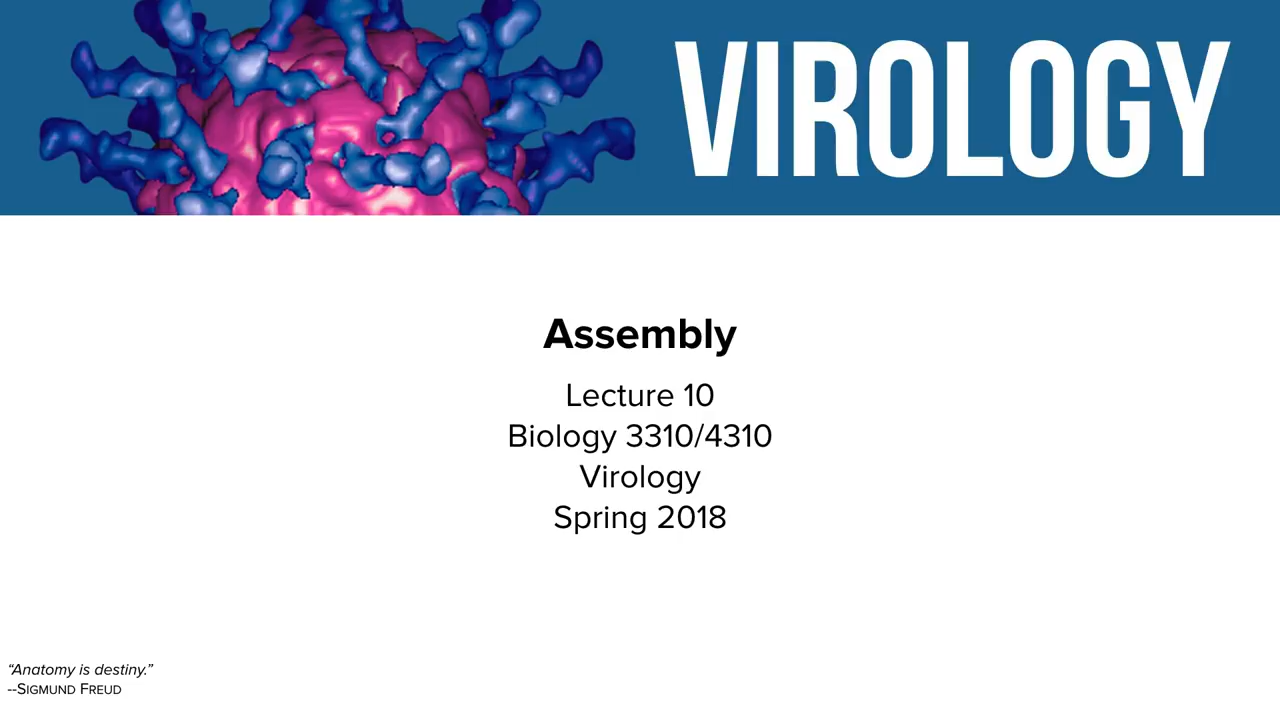 VIROLOGY
Assembly
Lecture 10
Biology 3310/4310
Virology
Spring 2018
“Anatomy is destiny.”
--SIGMUND FREUD